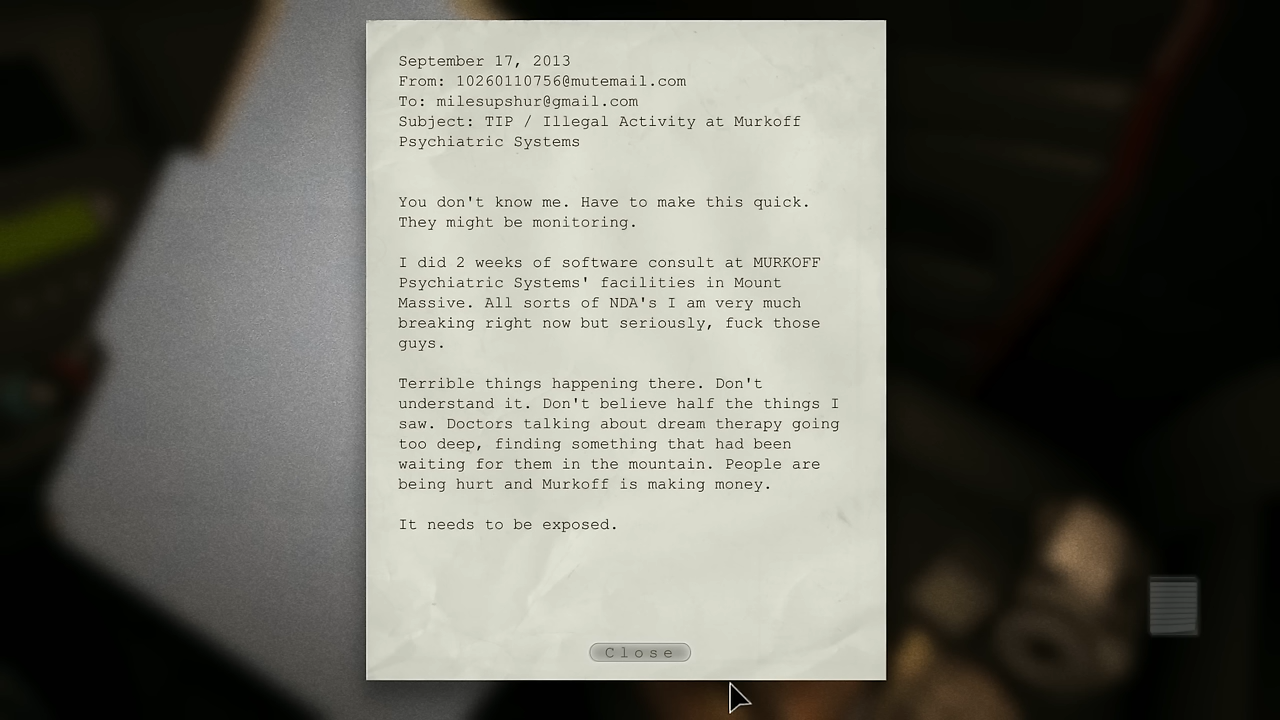 September 17, 2013
From: 10260110756@mutemail.com
To: milesupshur@gmail.com
Subject: TIP / Illegal Activity at Murkoff
Psychiatric Systems
You don't know me. Have to make this quick.
They might be monitoring.
I did 2 weeks of software consult at MURKOFF
Psychiatric Systems' facilities in Mount
Massive. All sorts of NDA's I am very much
breaking right now but seriously, fuck those
guys.
Terrible things happening there. Don't
understand it. Don't believe half the things I
saw. Doctors talking about dream therapy going
too deep, finding something that had been
waiting for them in the mountain. People are
being hurt and Murkoff is making money.
It needs to be exposed.
Close